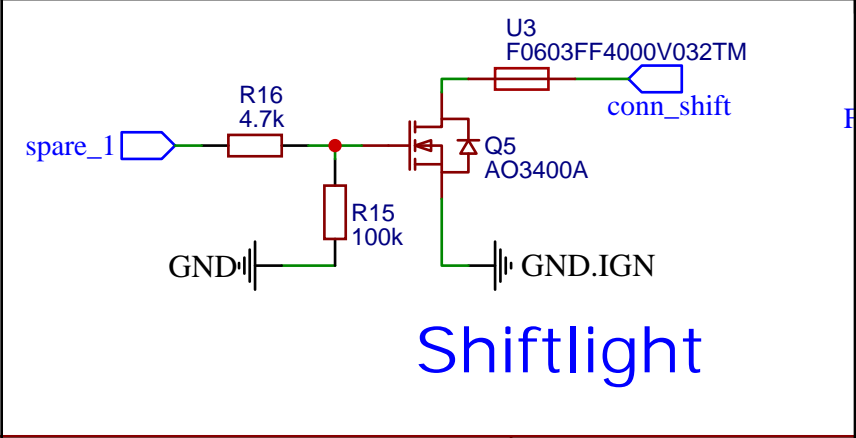 U3
F0603FF4000V032TM
R16
4.7k
conn_shift
F
spare_1
Q5
AO3400A
R15
100k
GND
GND.IGN
Shiftlight